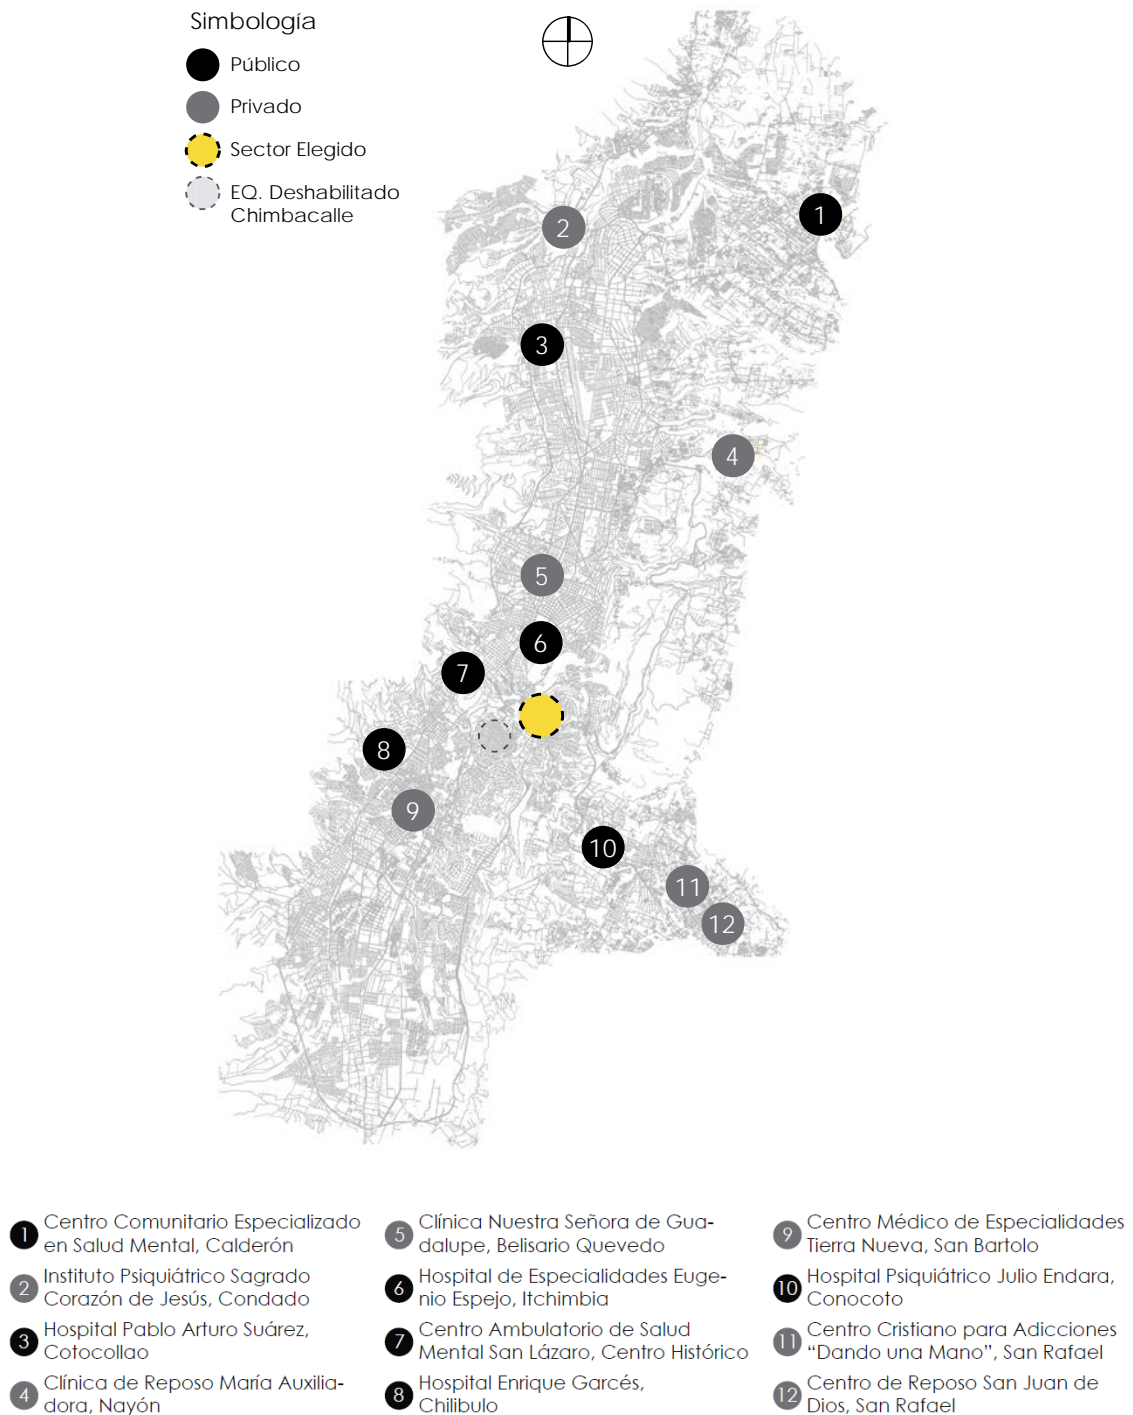 Simbología
Público
Privado
Sector Elegido
EQ. Deshabilitado
Chimbacalle
1
2
3
4
5
6
7
8
9
10
11
12
1 Centro Comunitario Especializado
en Salud Mental, Calderón
2 Instituto Psiquiátrico Sagrado
Corazón de Jesús, Condado
3 Hospital Pablo Arturo Suárez,
Cotocollao
4 Clínica de Reposo María Auxilia-
dora, Nayón
5 Clínica Nuestra Señora de Gua-
dalupe, Belisario Quevedo
6 Hospital de Especialidades Euge-
nio Espejo, Itchimbia
7 Centro Ambulatorio de Salud
Mental San Lázaro, Centro Histórico
8 Hospital Enrique Garcés,
Chilibulo
9 Centro Médico de Especialidades
Tierra Nueva, San Bartolo
10 Hospital Psiquiátrico Julio Endara,
Conocoto
11 Centro Cristiano para Adicciones
“Dando una Mano”, San Rafael
12 Centro de Reposo San Juan de
Dios, San Rafael